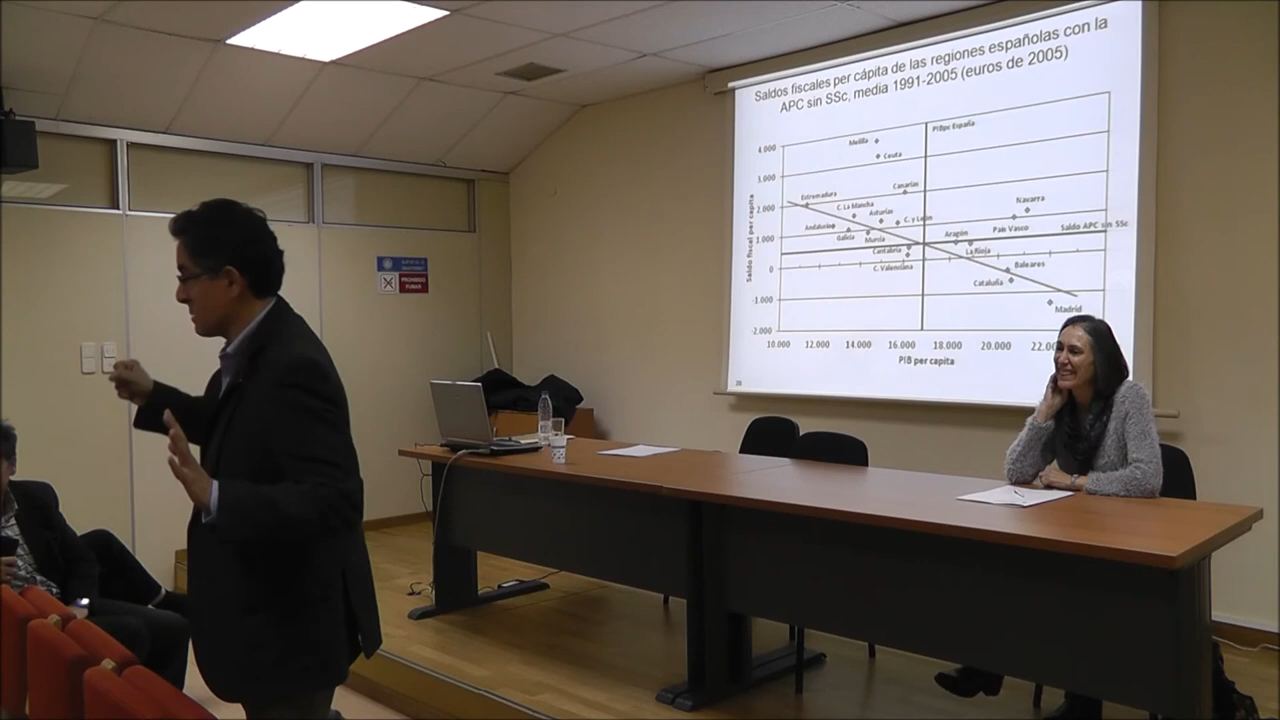 Saldos fiscales per cápita de las regiones españolas con la
APC sin SSc, media 1991-2005 (euros de 2005)
PIBpc España
4.000
Melilla
Ceuta
3.000
Canarias
Extremadura
2.000
C. La Mancha
Navarra
Asturias
C. y León
Andalucía
País Vasco
Saldo APC sin SSc
Galicia
Murcia
Aragón
1.000
Cantabria
La Rioja
0
C. Valenciana
Baleares
Cataluña
-1.000
Madrid
-2.000
Saldo fiscal per capita
10.000 12.000 14.000 16.000 18.000 20.000
PIB per capita
PROHIBIDO
FUMAR